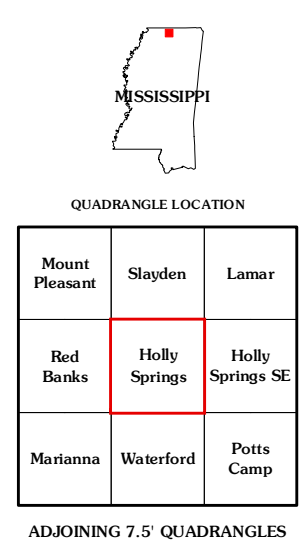 MISSISSIPPI
QUADRANGLE LOCATION
Mount
Pleasant
Slayden
Lamar
Red
Banks
Holly
Springs
Holly
Springs SE
Marianna
Waterford
Potts
Camp
ADJOINING 7.5' QUADRANGLES